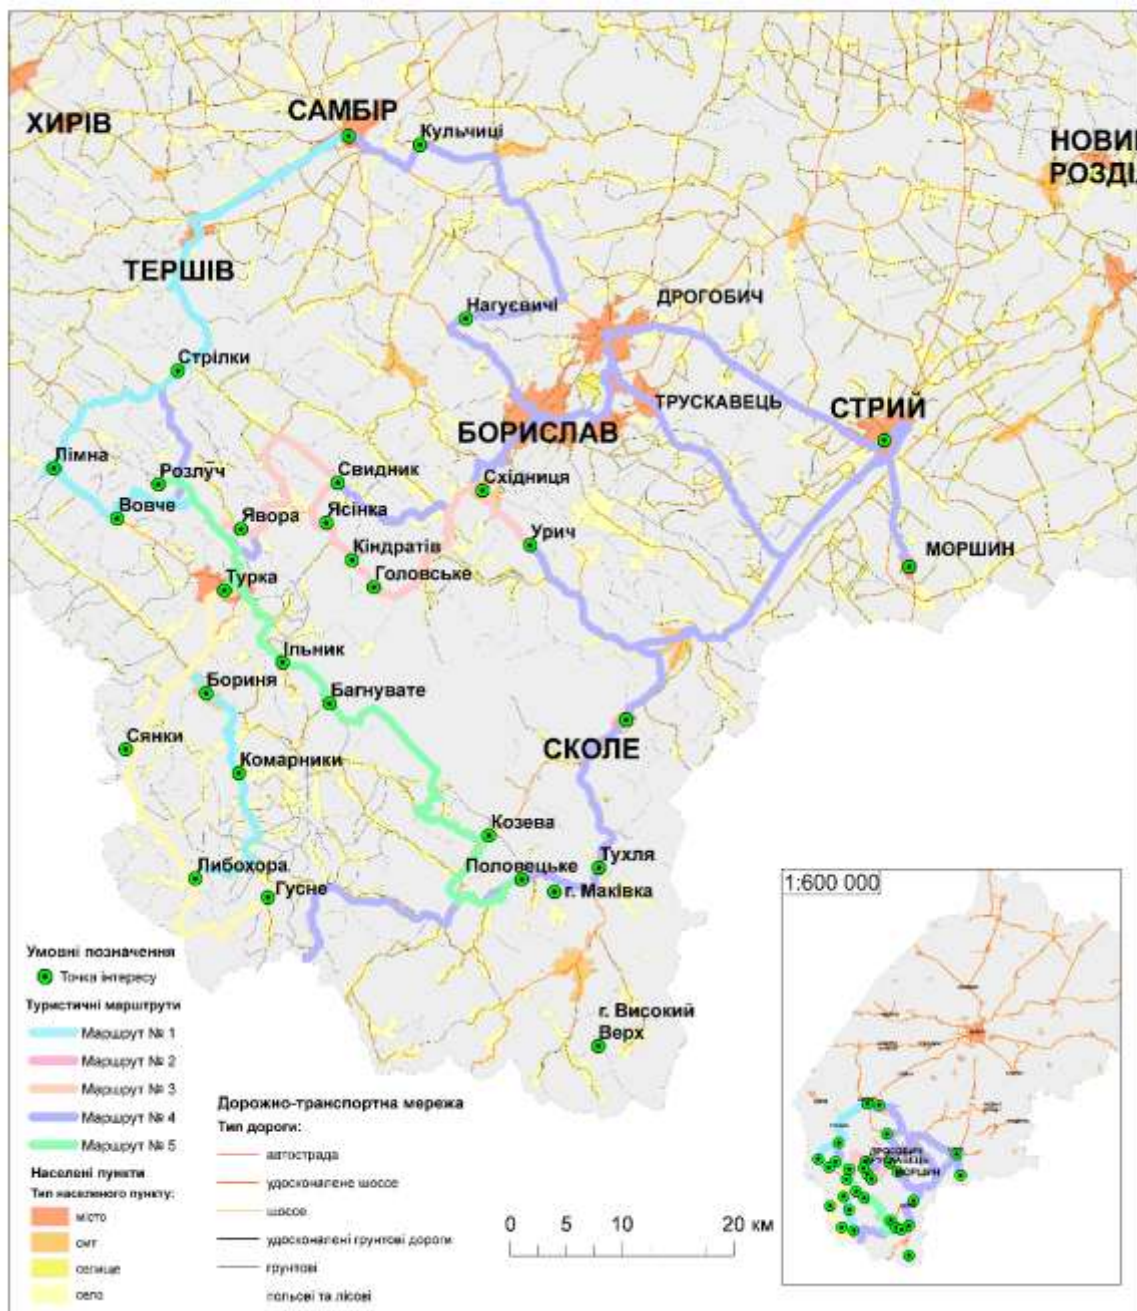 САМБІР
ХИРІВ
Кульчиці
НОВИЙ
РОЗДІЛ
ТЕРШІВ
ДРОГОБИЧ
Нагуєвичі
Стрілки
ТРУСКАВЕЦЬ
СТРИЙ
БОРИСЛАВ
Лімна
Розлуч
Свидник
Східниця
Вовче
Явора
Ясінка
Урич
Кіндратів
МОРШИН
Турка
Головське
Ільник
Бориня
Багнувате
Сянки
СКОЛЕ
Комарники
Козева
Либохора
Половецьке
Тухля
Гусне
г. Маківка
1:600 000
Умовні позначення
Точка інтересу
Туристичні маршрути
Маршрут № 1
Маршрут № 2
Маршрут № 3
Маршрут № 4
Маршрут № 5
г. Високий
Верх
Населені пункти
Тип населеного пункту:
місто
смт
селище
село
Дорожно-транспортна мережа
Тип дороги:
автострада
удосконалене шосе
шосе
удосконалені грунтові дороги
грунтові
польові та лісові
0 5 10 20 км
ДРОГОБИЧ
ТРУСКАВЕЦЬ
МОРШИН